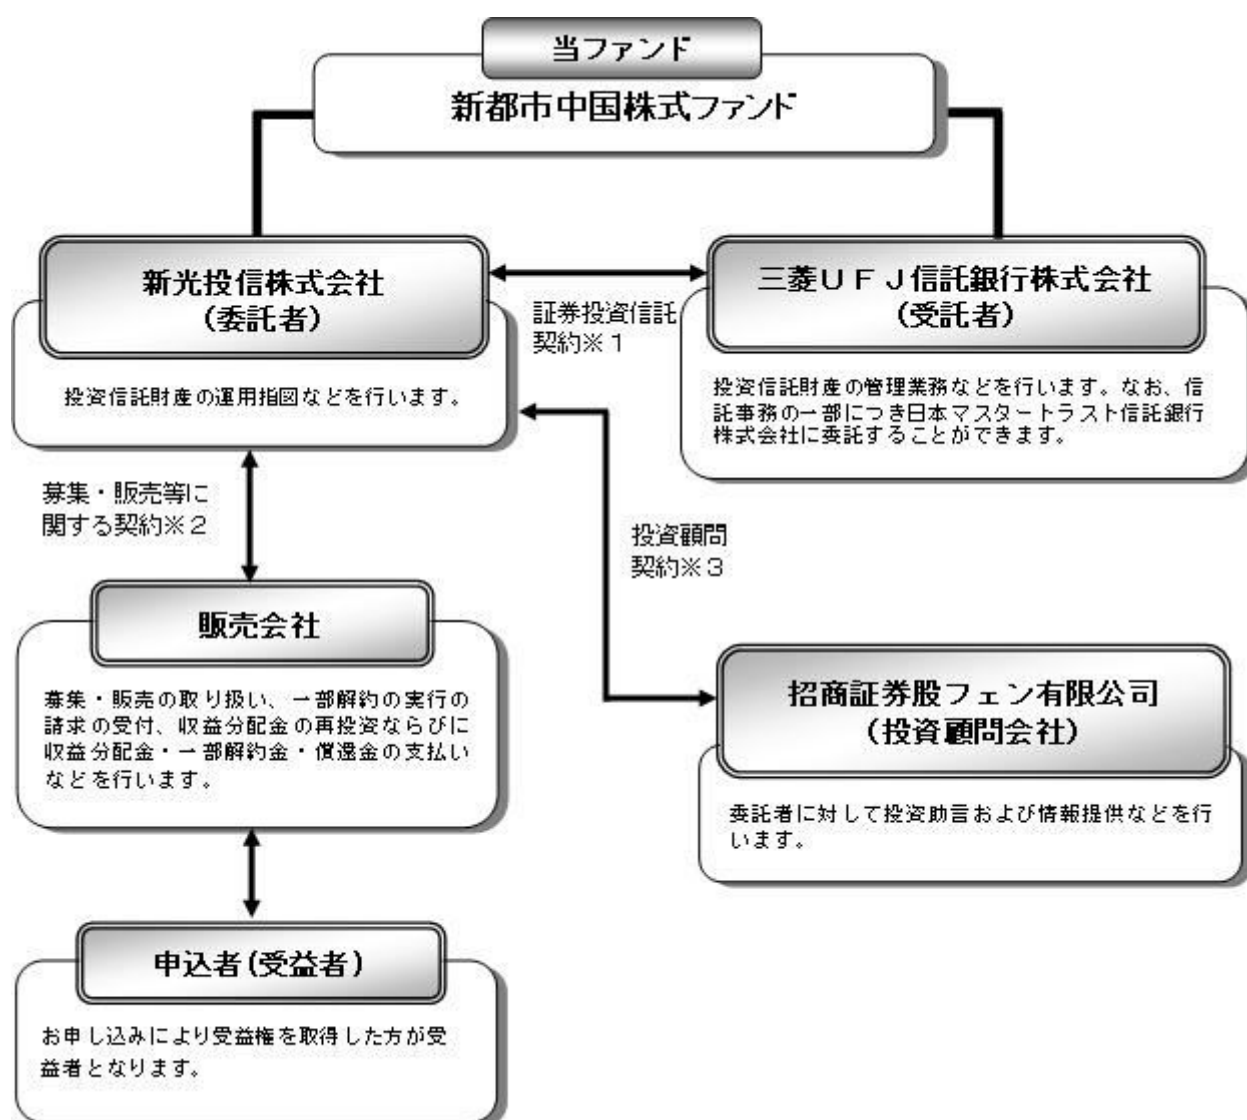 当ファンド
新都市中国株式ファンド
新光投信株式会社
(委託者)
投資信託財産の運用指図などを行います。
証券投資信託
契約※１
三菱ＵＦＪ信託銀行株式会社
(受託者)
投資信託財産の管理業務などを行います。なお、信
託事務の一部につき日本マスタートラスト信託銀行
株式会社に委託することができます。
募集・販売等に
関する契約※２
投資顧問
契約※３
販売会社
募集・販売の取り扱い、一部解約の実行の
請求の受付、収益分配金の再投資ならびに
収益分配金・一部解約金・償還金の支払い
などを行います。
招商証券股フェン有限公司
(投資顧問会社)
委託者に対して投資助言および情報提供などを行
います。
申込者(受益者)
お申し込みにより受益権を取得した方が受
益者となります。